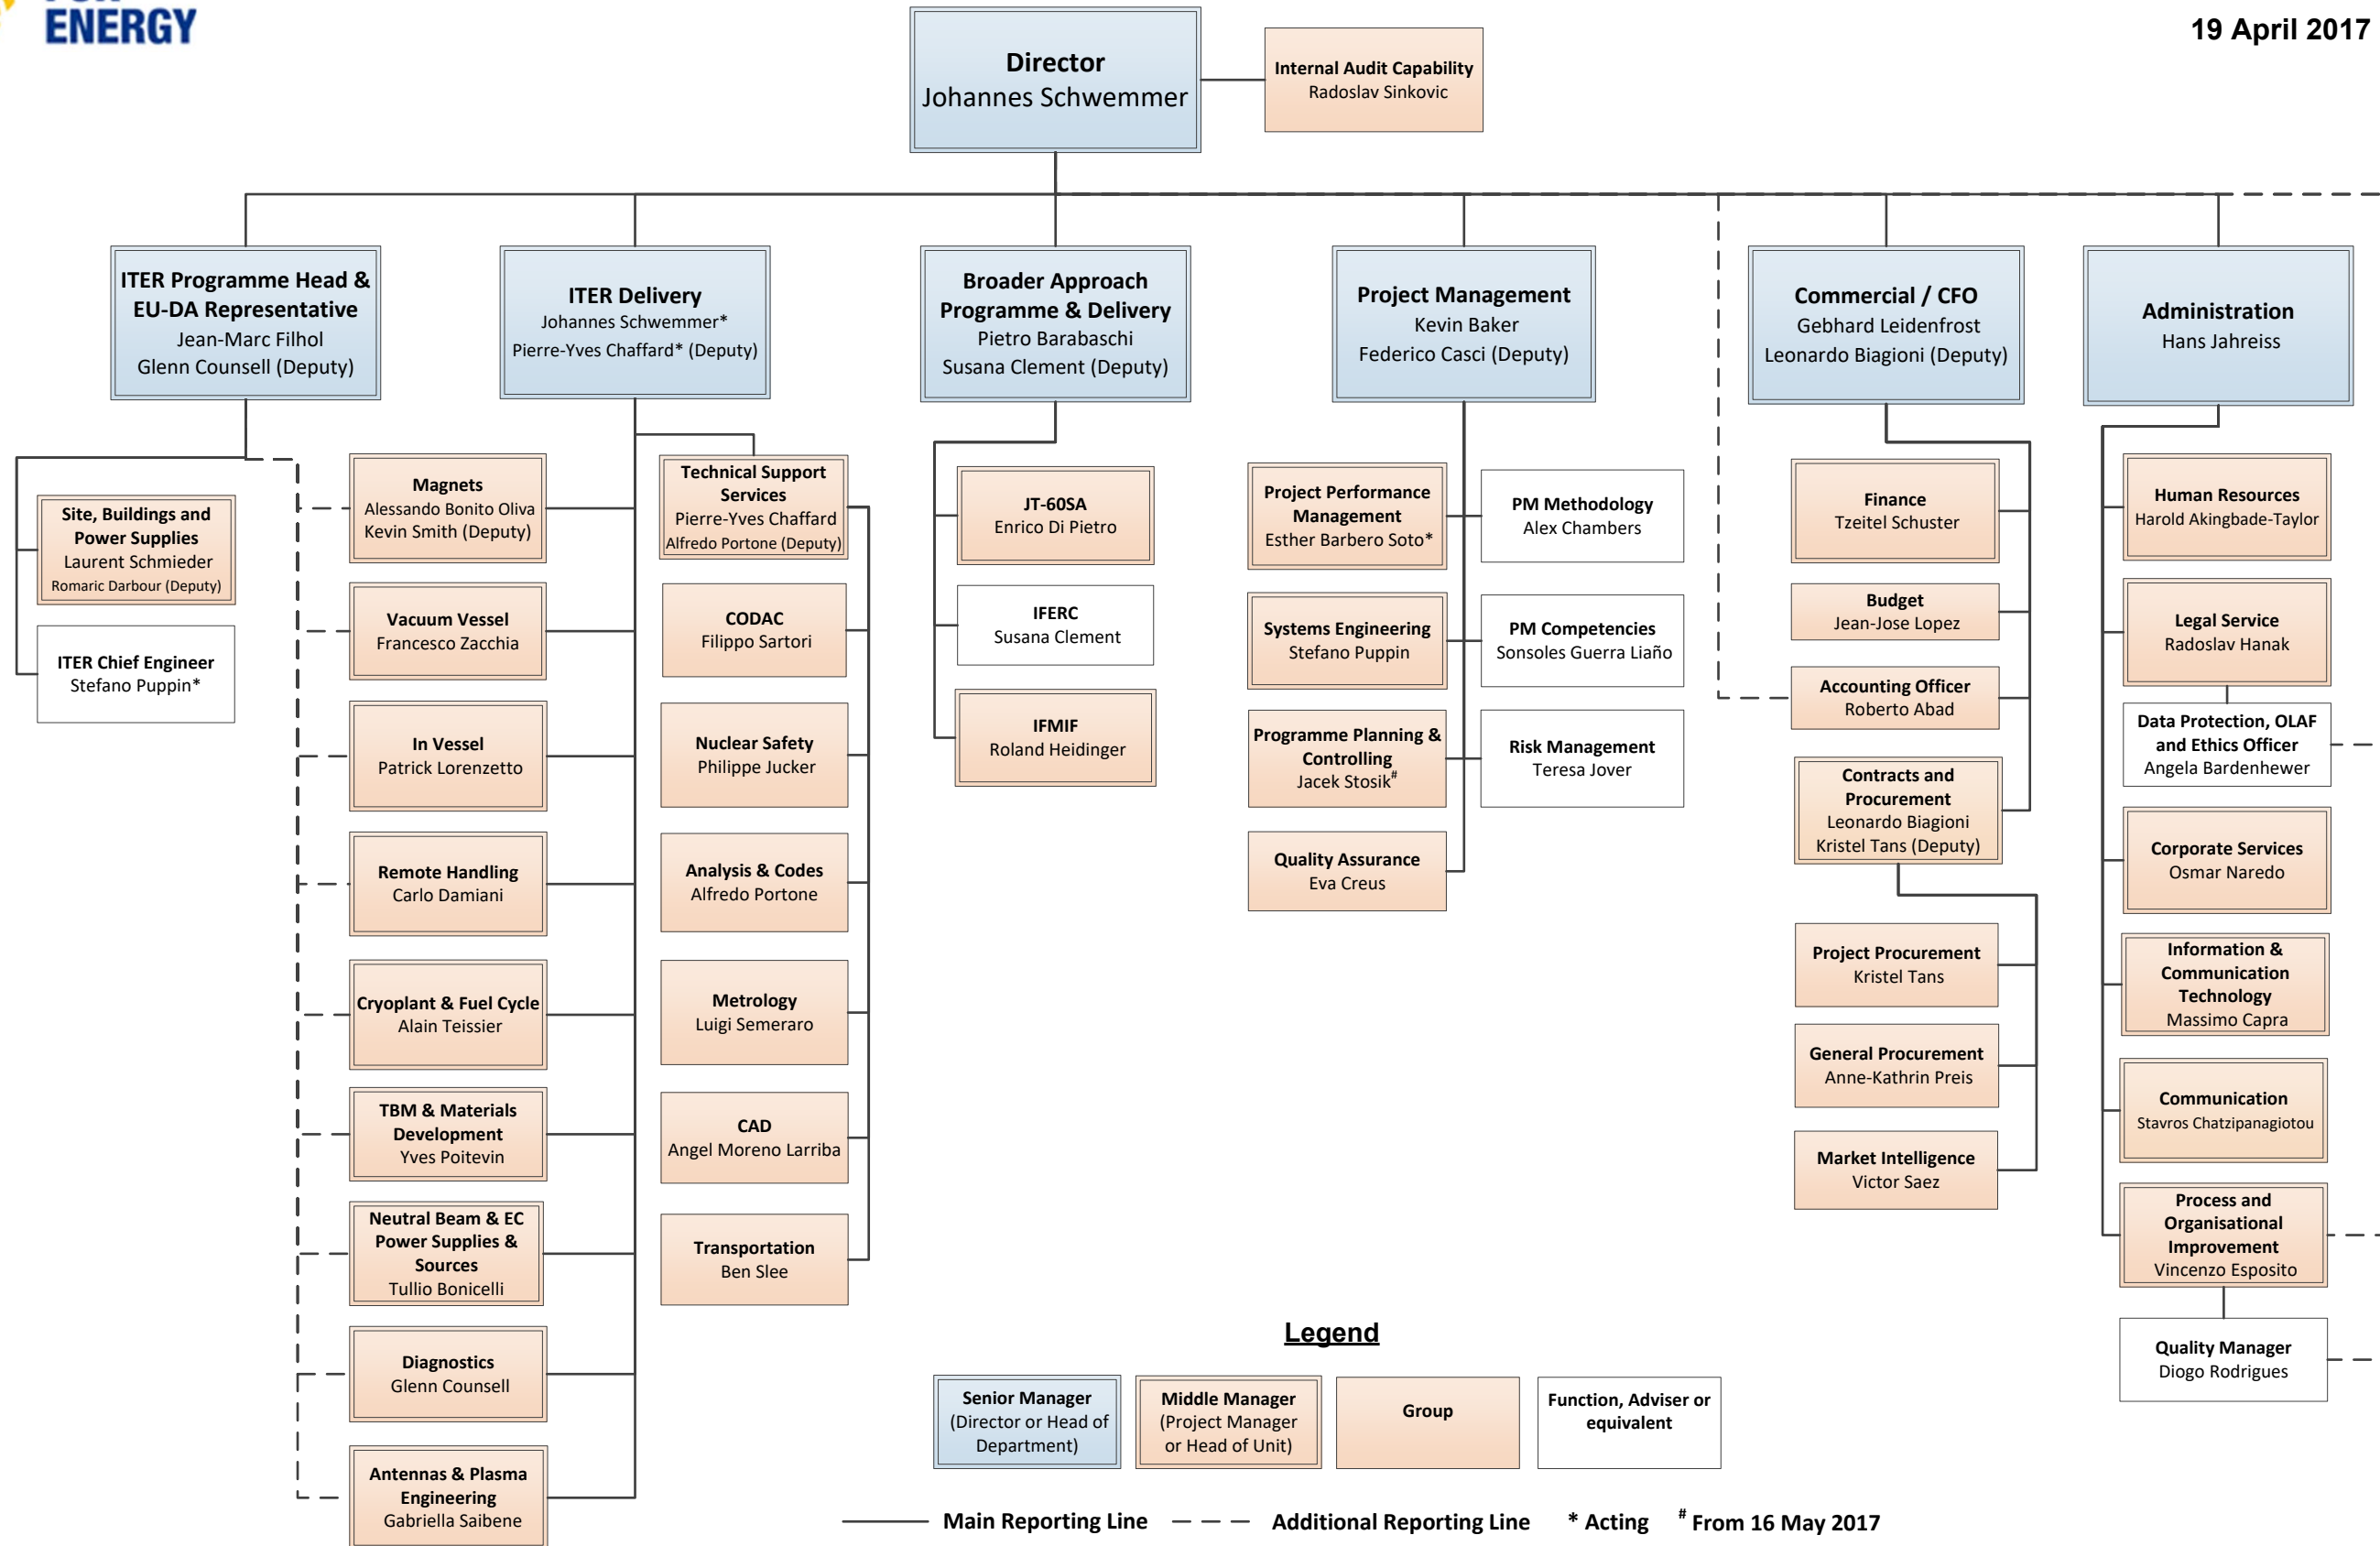 ENERGY
19 April 2017
Director
Johannes Schwemmer
Internal Audit Capability
Radoslav Sinkovic
ITER Programme Head &
EU-DA Representative
Jean-Marc Filhol
Glenn Counsell (Deputy)
ITER Delivery
Johannes Schwemmer*
Pierre-Yves Chaffard* (Deputy)
Broader Approach
Programme & Delivery
Pietro Barabaschi
Susana Clement (Deputy)
Project Management
Kevin Baker
Federico Casci (Deputy)
Commercial / CFO
Gebhard Leidenfrost
Leonardo Biagioni (Deputy)
Administration
Hans Jahreiss
Site, Buildings and
Power Supplies
Laurent Schmieder
Romaric Darbour (Deputy)
ITER Chief Engineer
Stefano Puppin*
Magnets
Alessando Bonito Oliva
Kevin Smith (Deputy)
Vacuum Vessel
Francesco Zacchia
In Vessel
Patrick Lorenzetto
Remote Handling
Carlo Damiani
Cryoplant & Fuel Cycle
Alain Teissier
TBM & Materials
Development
Yves Poitevin
Neutral Beam & EC
Power Supplies &
Sources
Tullio Bonicelli
Diagnostics
Glenn Counsell
Antennas & Plasma
Engineering
Gabriella Saibene
Technical Support
Services
Pierre-Yves Chaffard
Alfredo Portone (Deputy)
CODAC
Filippo Sartori
Nuclear Safety
Philippe Jucker
Analysis & Codes
Alfredo Portone
Metrology
Luigi Semeraro
CAD
Angel Moreno Larriba
Transportation
Ben Slee
JT-60SA
Enrico Di Pietro
IFERC
Susana Clement
IFMIF
Roland Heidinger
Project Performance
Management
Esther Barbero Soto*
Systems Engineering
Stefano Puppin
Programme Planning &
Controlling
Jacek Stosik#
Quality Assurance
Eva Creus
PM Methodology
Alex Chambers
PM Competencies
Sonsoles Guerra Liaño
Risk Management
Teresa Jover
Finance
Tzeitel Schuster
Budget
Jean-Jose Lopez
Accounting Officer
Roberto Abad
Contracts and
Procurement
Leonardo Biagioni
Kristel Tans (Deputy)
Project Procurement
Kristel Tans
General Procurement
Anne-Kathrin Preis
Market Intelligence
Victor Saez
Human Resources
Harold Akingbade-Taylor
Legal Service
Radoslav Hanak
Data Protection, OLAF
and Ethics Officer
Angela Bardenhewer
Corporate Services
Osmar Naredo
Information &
Communication
Technology
Massimo Capra
Communication
Stavros Chatzipanagiotou
Process and
Organisational
Improvement
Vincenzo Esposito
Quality Manager
Diogo Rodrigues
Legend
Senior Manager
(Director or Head of
Department)
Middle Manager
(Project Manager
or Head of Unit)
Group
Function, Adviser or
equivalent
Main Reporting Line
Additional Reporting Line
* Acting
# From 16 May 2017